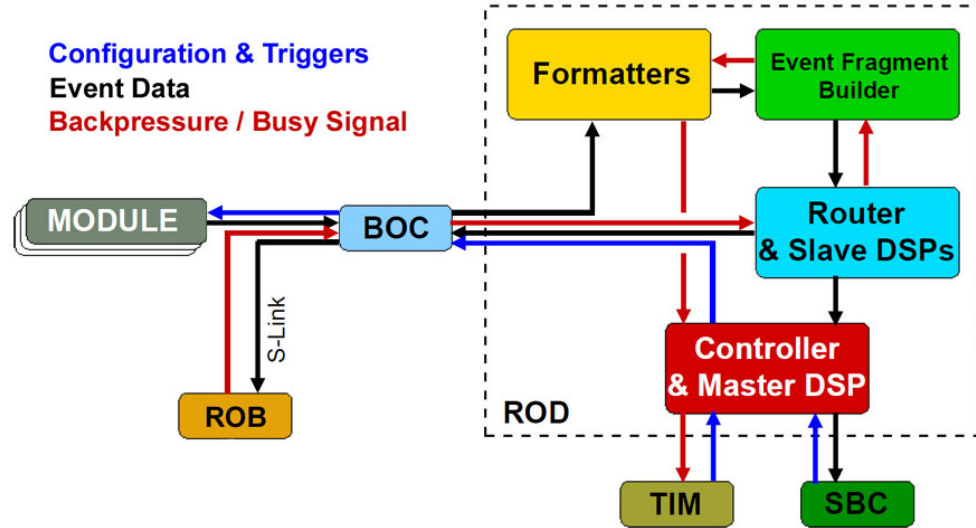 Configuration & Triggers
Event Data
Backpressure / Busy Signal
Formatters
Event Fragment
Builder
MODULE
BOC
Router
& Slave DSPs
S-Link
Controller
& Master DSP
ROB
ROD
TIM
SBC